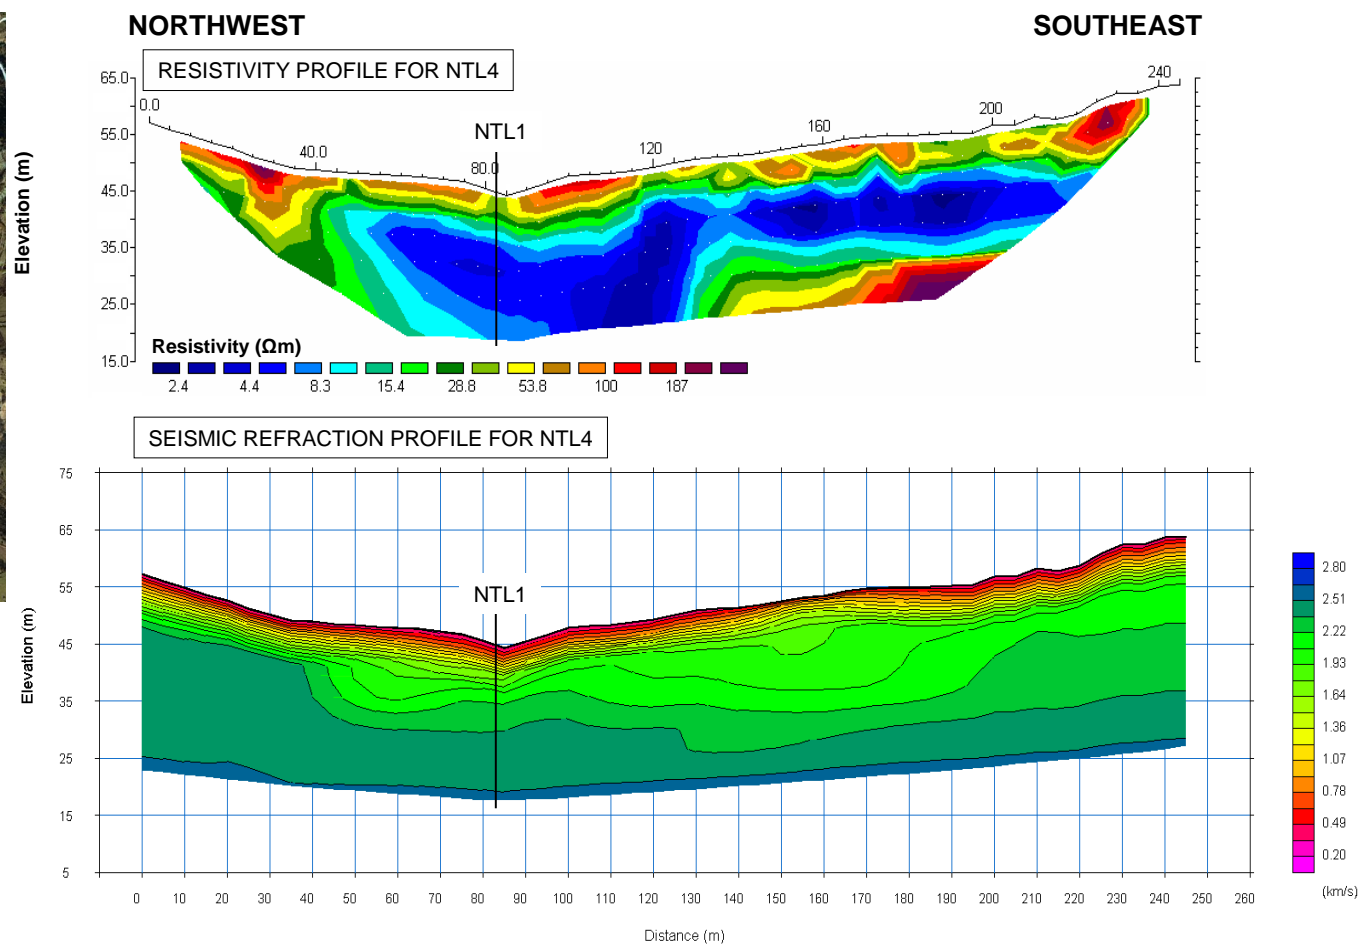 NORTHWEST SOUTHEAST
RESISTIVITY PROFILE FOR NTL4
Elevation (m)
65.0
55.0
45.0
35.0
25.0
15.0
0.0 40.0 80.0 120 160 200 240
NTL1
Resistivity (Ωm)
2.4 4.4 8.3 15.4 28.8 53.8 100 187
SEISMIC REFRACTION PROFILE FOR NTL4
Elevation (m)
75
65
55
45
35
25
15
5
NTL1
0 10 20 30 40 50 60 70 80 90 100 110 120 130 140 150 160 170 180 190 200 210 220 230 240 250 260
Distance (m)
2.80
2.51
2.22
1.93
1.64
1.36
1.07
0.78
0.49
0.20
(km/s)